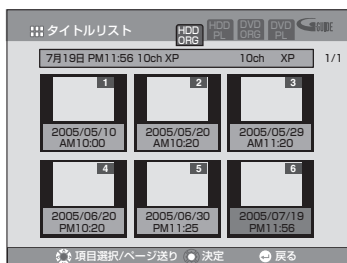 タイトルリスト
HDD ORG
HDD PL
DVD ORG
DVD PL
G GUIDE
7月19日 PM11:56 10ch XP 10ch XP 1/1
1 2 3
2005/05/10 2005/05/20 2005/05/29
AM10:00 AM10:20 AM11:20
4 5 6
2005/06/20 2005/06/30 2005/07/19
PM10:20 PM11:25 PM11:56
項目選択/ページ送り 決定 戻る